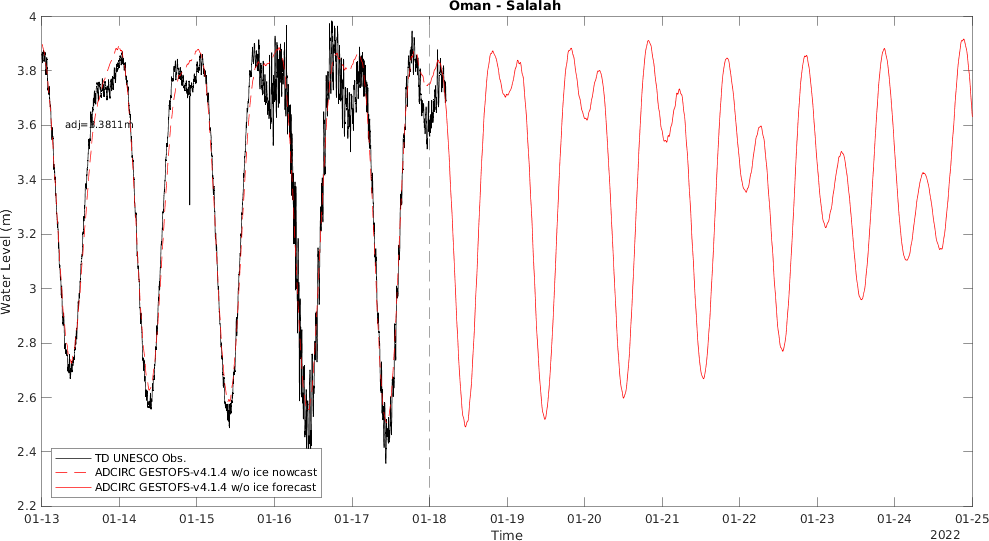 Oman - Salalah
4
3.8
3.6
3.4
3.2
3
2.8
2.6
2.4
2.2
Water Level (m)
TD UNESCO Obs.
ADCIRC GESTOFS-v4.1.4 w/o ice nowcast
ADCIRC GESTOFS-v4.1.4 w/o ice forecast
01-13 01-14 01-15 01-16 01-17 01-18 01-19 01-20 01-21 01-22 01-23 01-24 01-25
Time
2022